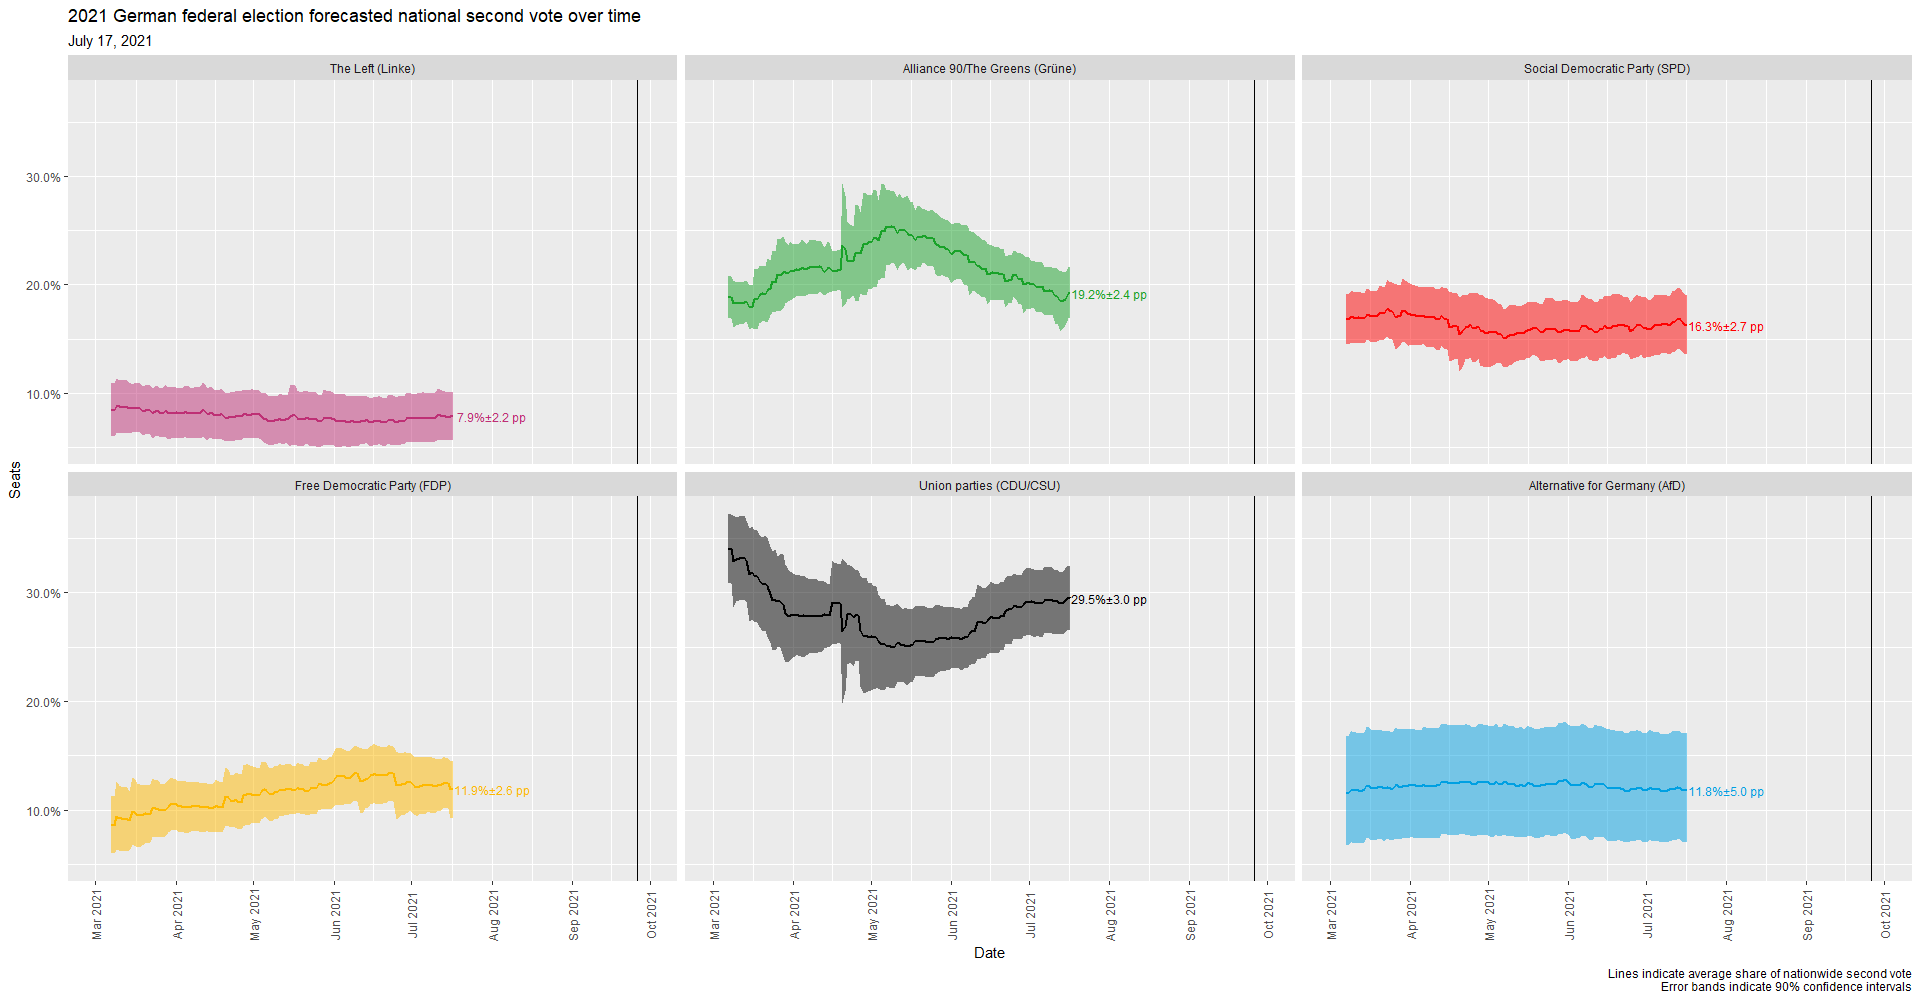 2021 German federal election forecasted national second vote over time
July 17, 2021
The Left (Linke)
Alliance 90/The Greens (Grüne)
Social Democratic Party (SPD)
30.0%
20.0%
10.0%
7.9%±2.2 pp
19.2%±2.4 pp
16.3%±2.7 pp
Seats
Free Democratic Party (FDP)
Union parties (CDU/CSU)
Alternative for Germany (AfD)
30.0%
20.0%
10.0%
11.9%±2.6 pp
29.5%±3.0 pp
11.8%±5.0 pp
Mar 2021
Apr 2021
May 2021
Jun 2021
Jul 2021
Aug 2021
Sep 2021
Oct 2021
Mar 2021
Apr 2021
May 2021
Jun 2021
Jul 2021
Aug 2021
Sep 2021
Oct 2021
Mar 2021
Apr 2021
May 2021
Jun 2021
Jul 2021
Aug 2021
Sep 2021
Oct 2021
Date
Lines indicate average share of nationwide second vote
Error bands indicate 90% confidence intervals